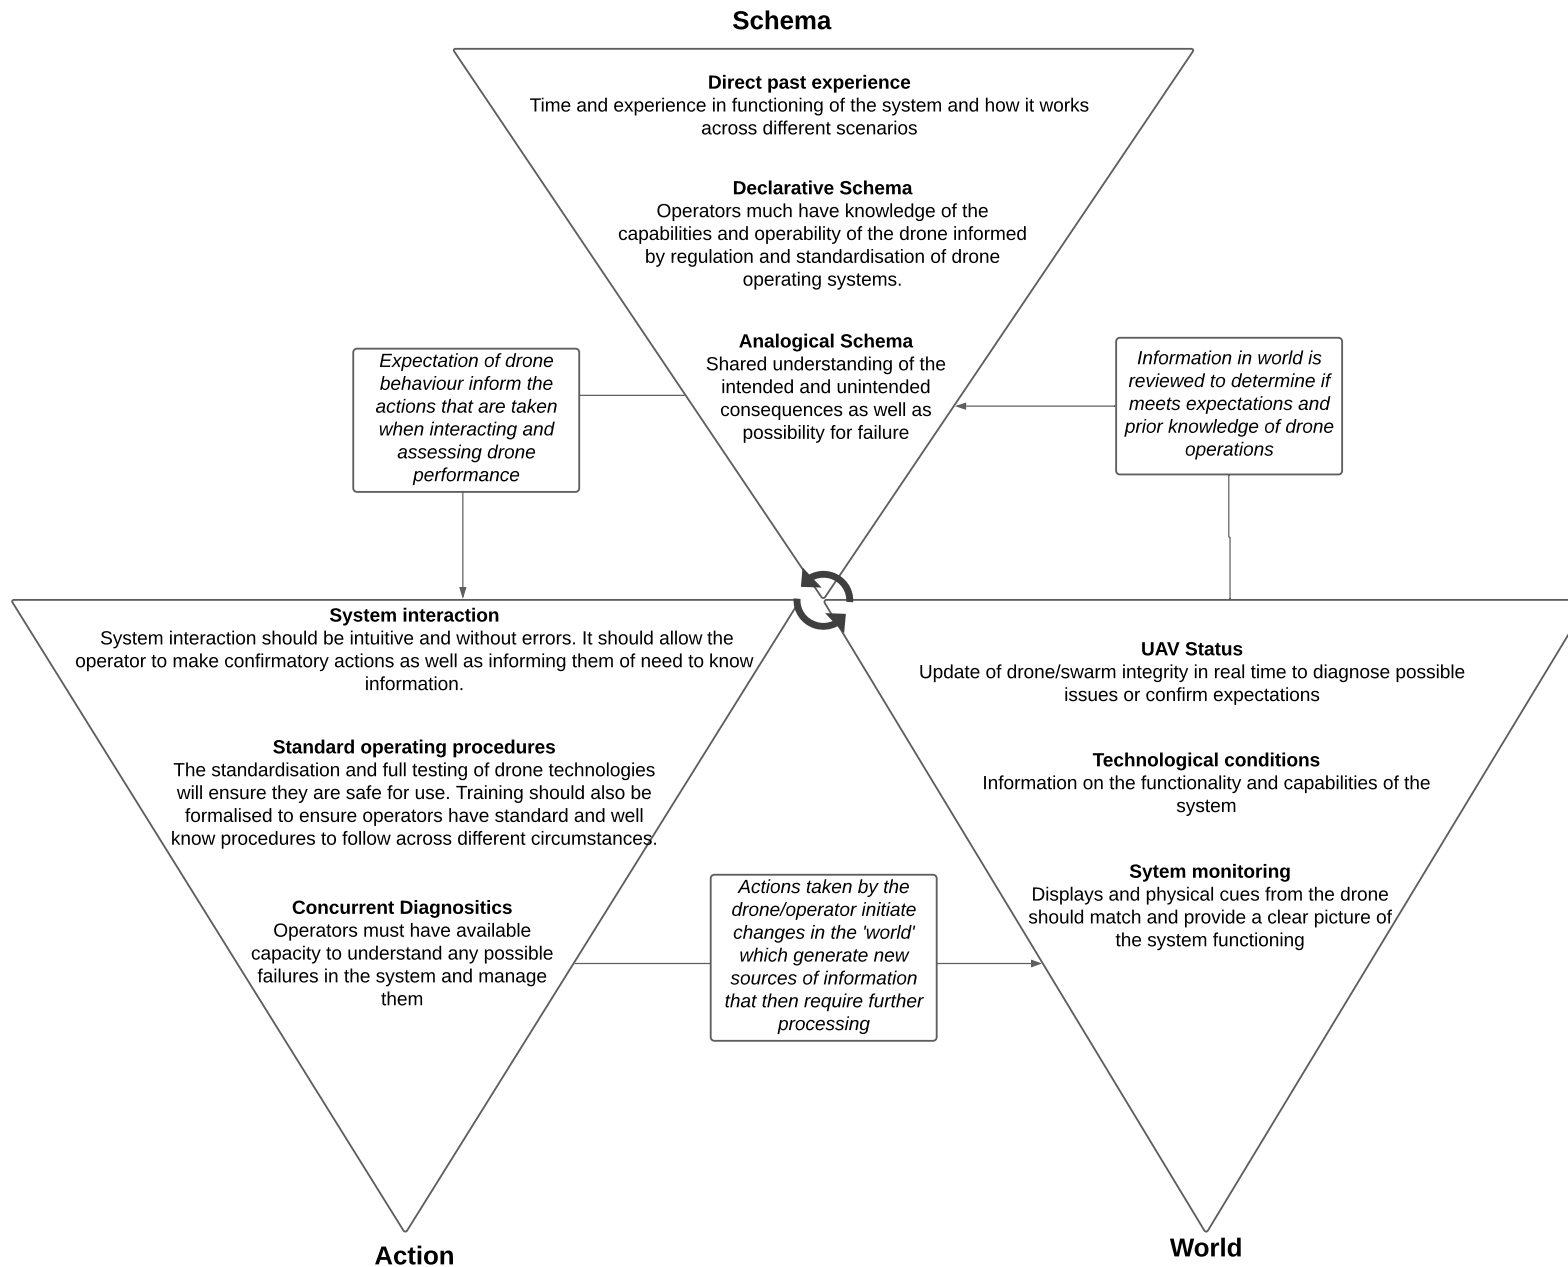 Schema
Direct past experience
Time and experience in functioning of the system and how it works
across different scenarios
Declarative Schema
Operators much have knowledge of the
capabilities and operability of the drone informed
by regulation and standardisation of drone
operating systems.
Analogical Schema
Shared understanding of the
intended and unintended
consequences as well as
possibility for failure
Expectation of drone
behaviour inform the
actions that are taken
when interacting and
assessing drone
performance
Information in world is
reviewed to determine if
meets expectations and
prior knowledge of drone
operations
System interaction
System interaction should be intuitive and without errors. It should allow the
operator to make confirmatory actions as well as informing them of need to know
information.
Standard operating procedures
The standardisation and full testing of drone technologies
will ensure they are safe for use. Training should also be
formalised to ensure operators have standard and well
know procedures to follow across different circumstances.
Concurrent Diagnositics
Operators must have available
capacity to understand any possible
failures in the system and manage
them
Actions taken by the
drone/operator initiate
changes in the 'world'
which generate new
sources of information
that then require further
processing
UAV Status
Update of drone/swarm integrity in real time to diagnose possible
issues or confirm expectations
Technological conditions
Information on the functionality and capabilities of the
system
Sytem monitoring
Displays and physical cues from the drone
should match and provide a clear picture of
the system functioning
Action
World